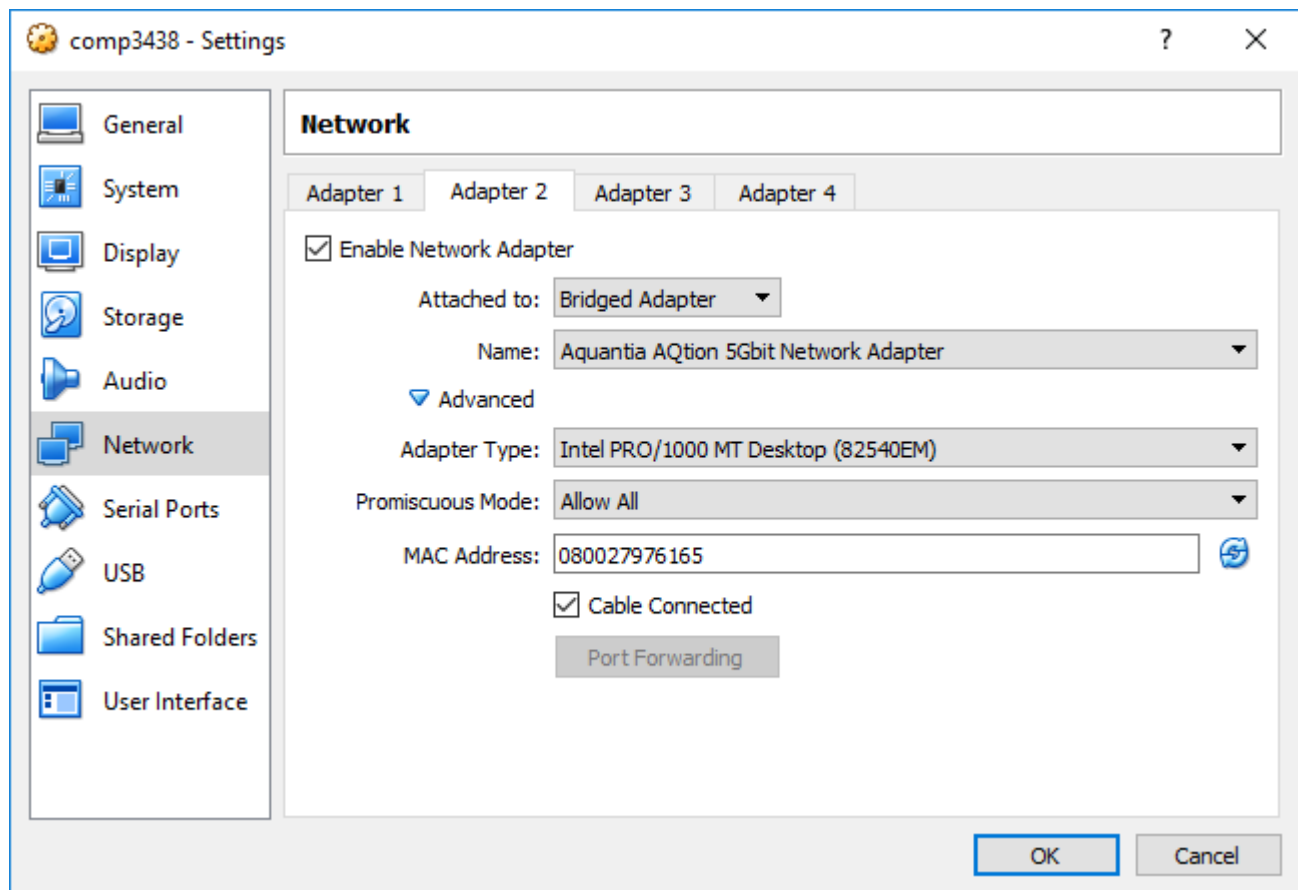 comp3438 - Settings ?
General
System
Display
Storage
Audio
Network
Serial Ports
USB
Shared Folders
User Interface
Network
Adapter 1 Adapter 2 Adapter 3 Adapter 4
Enable Network Adapter
Attached to: Bridged Adapter
Name: Aquantia AQtion 5Gbit Network Adapter
Advanced
Adapter Type: Intel PRO/1000 MT Desktop (82540EM)
Promiscuous Mode: Allow All
MAC Address: 080027976165
Cable Connected
Port Forwarding
OK Cancel